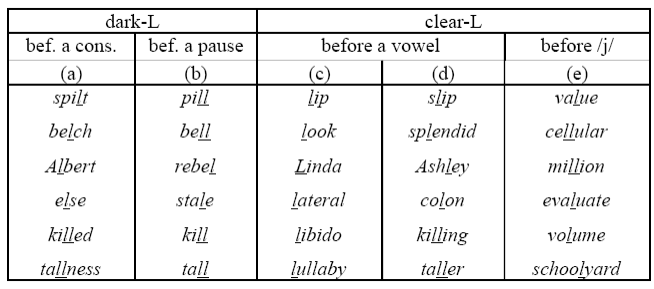 dark-L clear-L
bef. a cons. bef. a pause before a vowel before /j/
(a) (b) (c) (d) (e)
spilt pill lip slip value
belch bell look splendid cellular
Albert rebel Linda Ashley million
else stale lateral colon evaluate
killed kill libido killing volume
tallness tall lullaby taller schoolyard